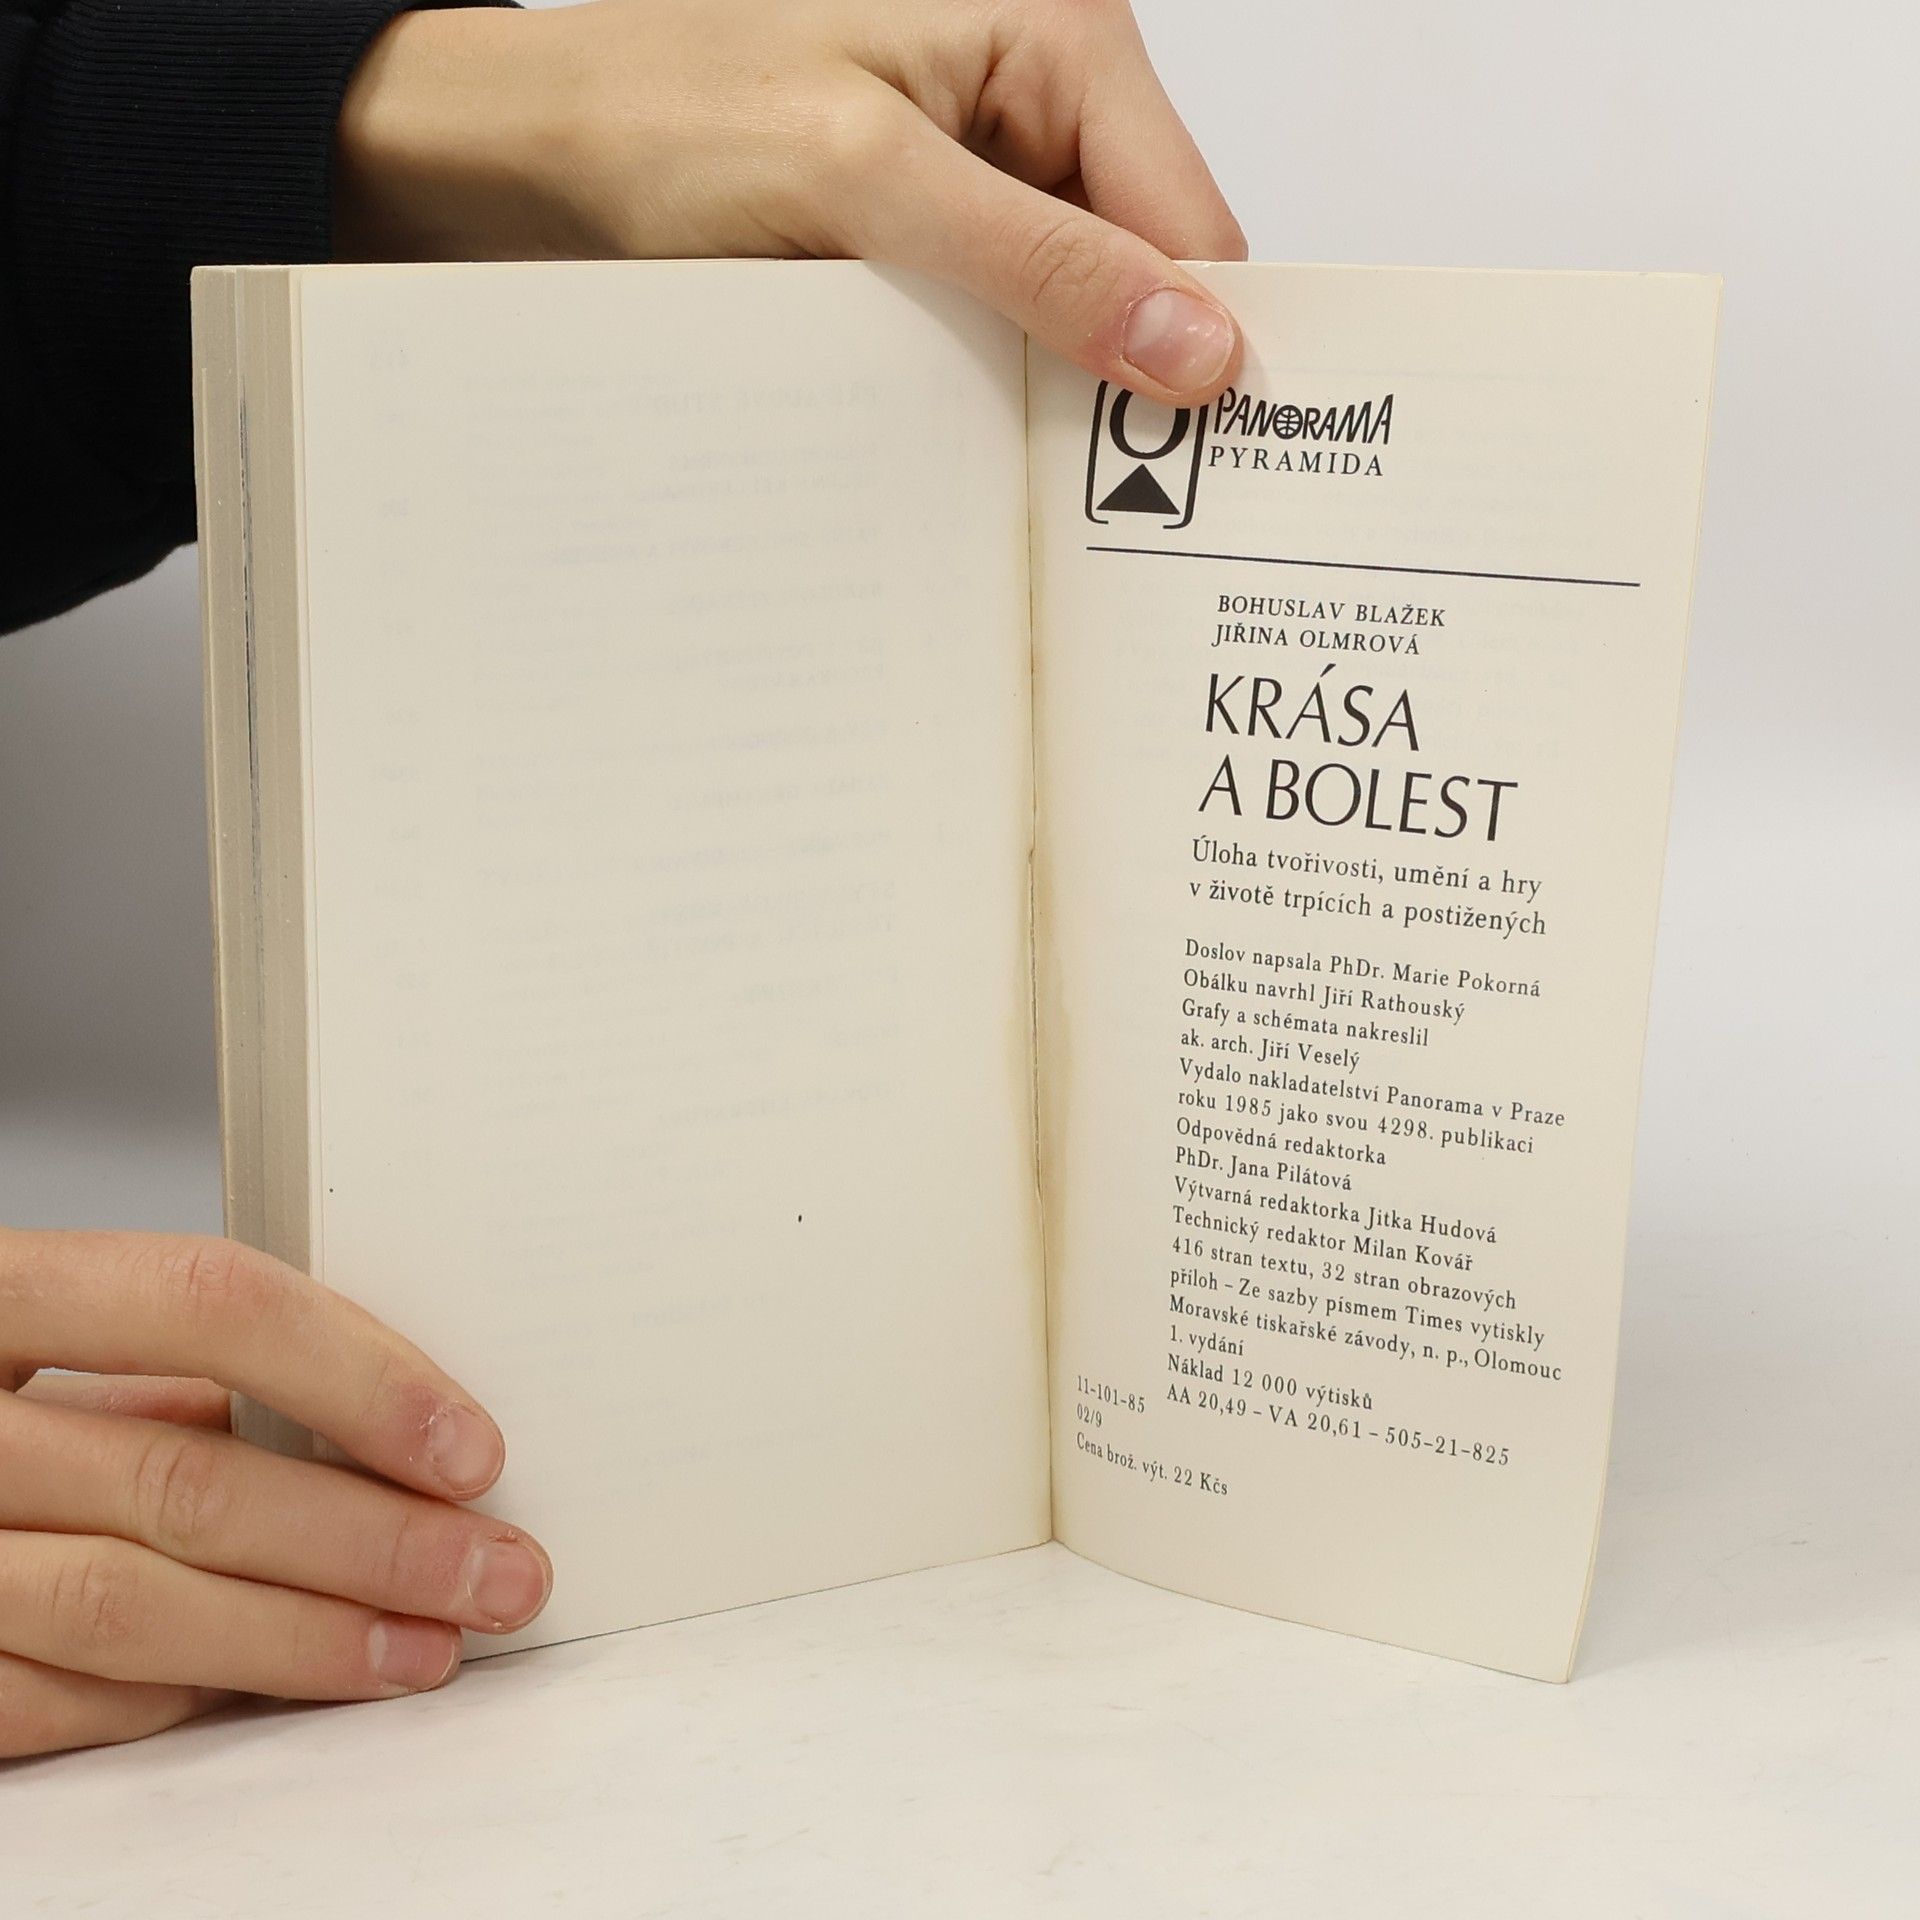 PANORAMA
PYRAMIDA
BOHUSLAV BLAŽEK
JIŘINA OLMROVÁ
KRÁSA
A BOLEST
Úloha tvořivosti, umění a hry
v životě trpících a postižených
Doslov napsala PhDr. Marie Pokorná
Obálku navrhl Jiří Rathouský
Grafy a schémata nakreslil
ak. arch. Jiří Veselý
Vydalo nakladatelství Panorama v Praze
roku 1985 jako svou 4298. publikaci
Odpovědná redaktorka
PhDr. Jana Pilátová
Výtvarná redaktorka Jitka Hudová
Technický redaktor Milan Kovář
416 stran textu, 32 stran obrazových
příloh – Ze sazby písmem Times vytiskly
Moravské tiskařské závody, n. p., Olomouc
1. vydání
Náklad 12 000 výtisků
AA 20,49 – VA 20,61 – 505–21–825
11–101–85
02/9
Cena brož. výt. 22 Kčs